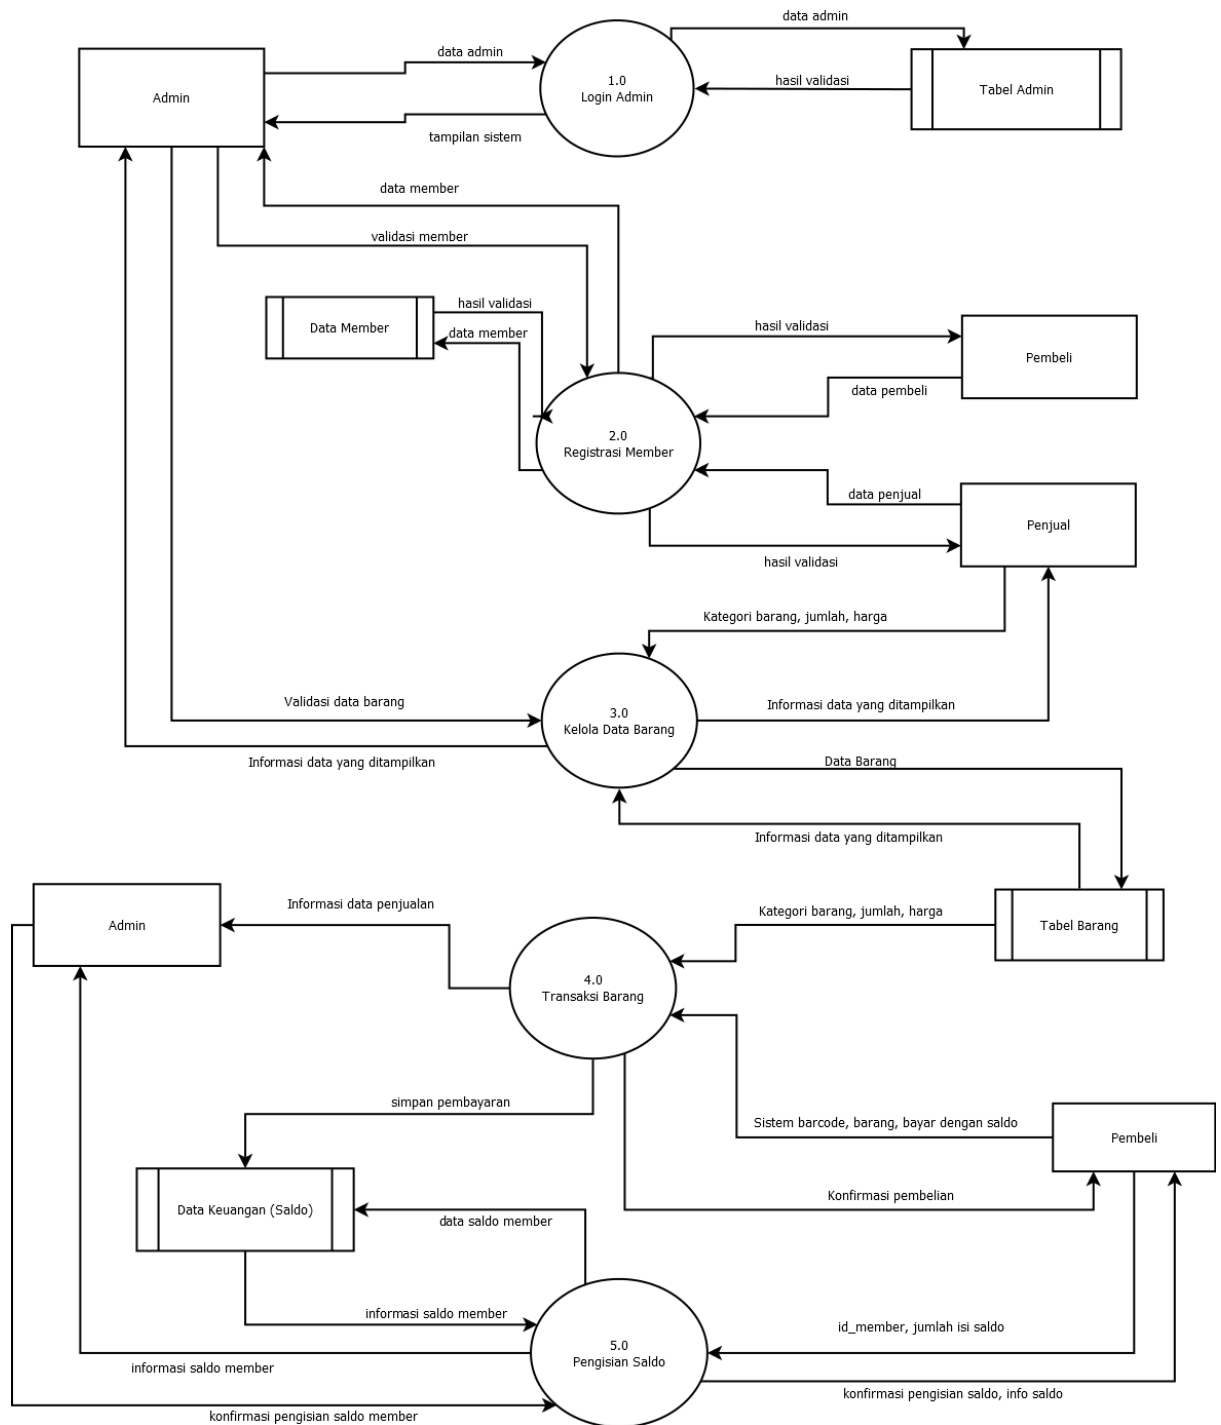 data admin
data admin
1.0
Login Admin
hasil validasi
Tabel Admin
Admin
tampilan sistem
data member
validasi member
hasil validasi
Data Member
data member
hasil validasi
Pembeli
data pembeli
2.0
Registrasi Member
data penjual
Penjual
hasil validasi
Kategori barang, jumlah, harga
Validasi data barang
3.0
Kelola Data Barang
Informasi data yang ditampilkan
Informasi data yang ditampilkan
Data Barang
Informasi data yang ditampilkan
Admin
Informasi data penjualan
Kategori barang, jumlah, harga
Tabel Barang
4.0
Transaksi Barang
simpan pembayaran
Sistem barcode, barang, bayar dengan saldo
Pembeli
Konfirmasi pembelian
Data Keuangan (Saldo)
data saldo member
informasi saldo member
id_member, jumlah isi saldo
5.0
Pengisian Saldo
informasi saldo member
konfirmasi pengisian saldo, info saldo
konfirmasi pengisian saldo member